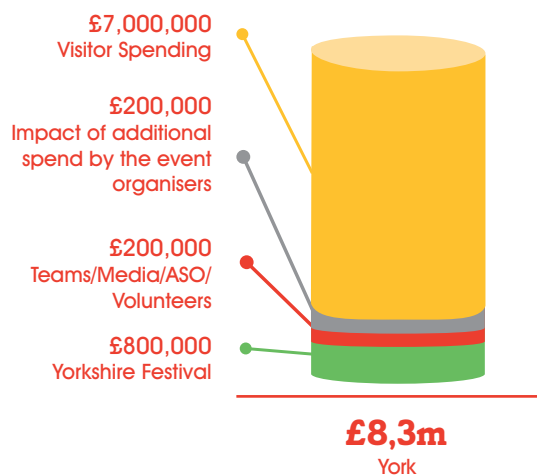 £7,000,000
Visitor Spending
£200,000
Impact of additional
spend by the event
organisers
£200,000
Teams/Media/ASO/
Volunteers
£800,000
Yorkshire Festival
£8,3m
York